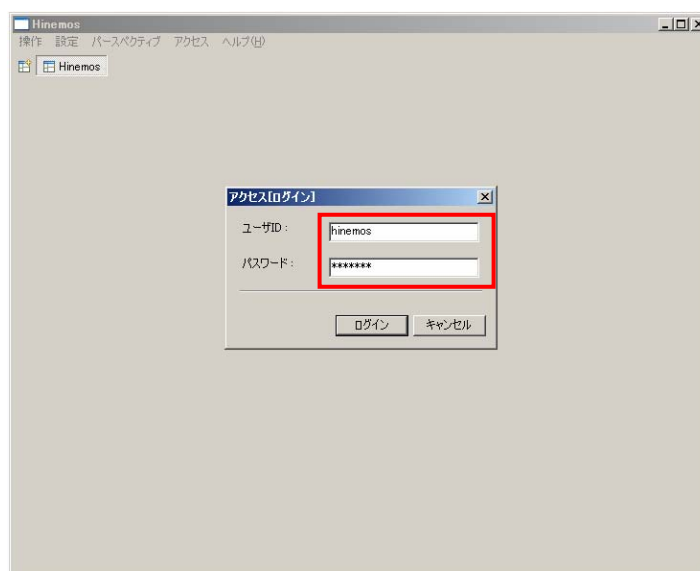 Hinemos
操作 設定 パースペクティブ アクセス ヘルプ(H)
Hinemos
アクセス[ログイン]
ユーザID :
hinemos
パスワード :
*******
ログイン キャンセル